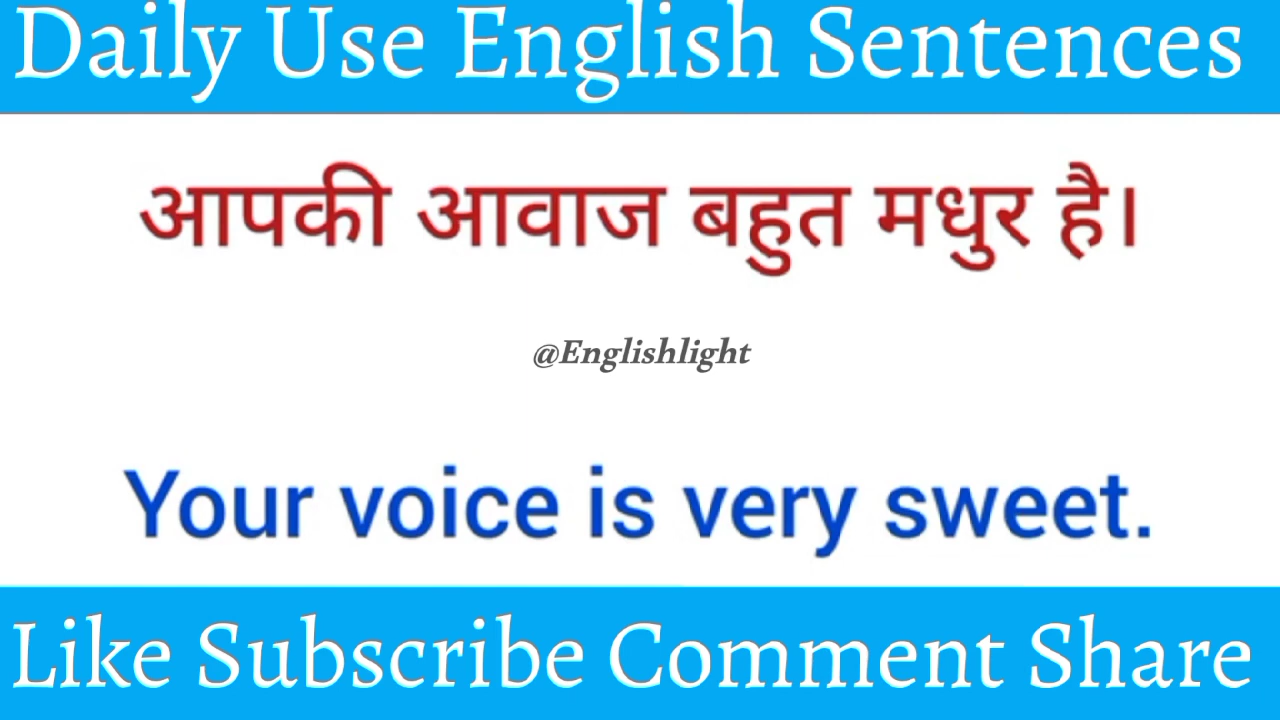 Daily Use English Sentences
आपकी आवाज बहुत मधुर है।
@Englishlight
Your voice is very sweet.
Like Subscribe Comment Share